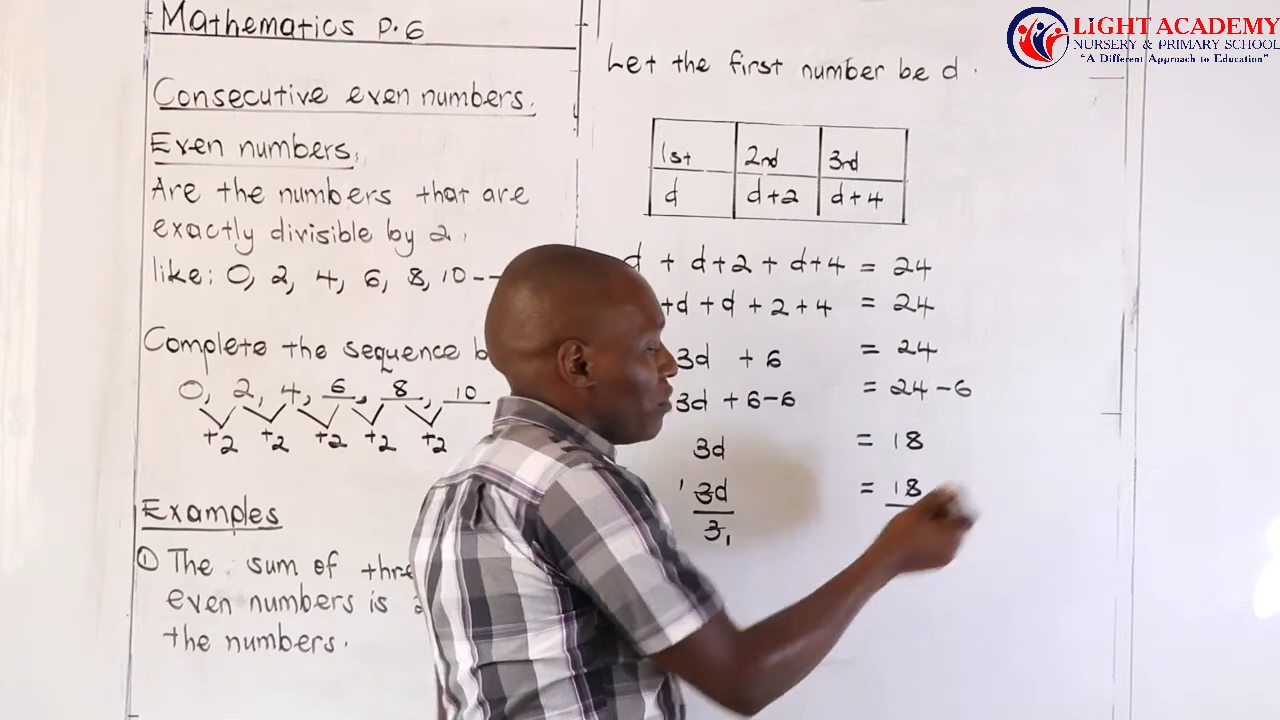 Mathematics P.6
Consecutive even numbers.
Even numbers.
Are the numbers that are
exactly divisible by 2.
like: 0, 2, 4, 6, 8, 10 --
Complete the sequence
0, 2, 4, 6, 8, 10
+2 +2 +2 +2 +2
Examples
① The sum of
even numbers is
the numbers.
Let the first number be d.
1st 2nd 3rd
d d+2 d+4
d + d+2 + d+4 = 24
+d + d + 2 + 4 = 24
3d + 6 = 24
3d + 6-6 = 24 - 6
3d = 18
1 3d = 18
3 1
LIGHT ACADEMY
NURSERY & PRIMARY SCHOOL
"A Different Approach to Education"